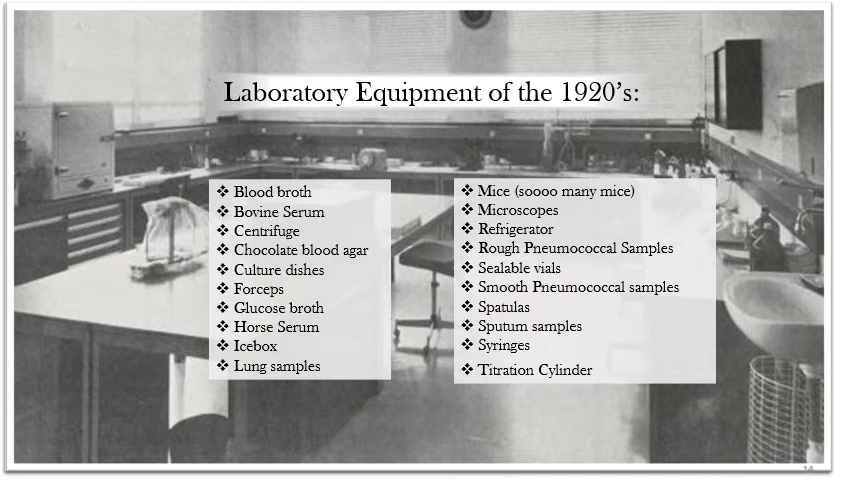 Laboratory Equipment of the 1920's:
❖ Blood broth
❖ Bovine Serum
❖ Centrifuge
❖ Chocolate blood agar
❖ Culture dishes
❖ Forceps
❖ Glucose broth
❖ Horse Serum
❖ Icebox
❖ Lung samples
❖ Mice (soooo many mice)
❖ Microscopes
❖ Refrigerator
❖ Rough Pneumococcal Samples
❖ Sealable vials
❖ Smooth Pneumococcal samples
❖ Spatulas
❖ Sputum samples
❖ Syringes
❖ Titration Cylinder